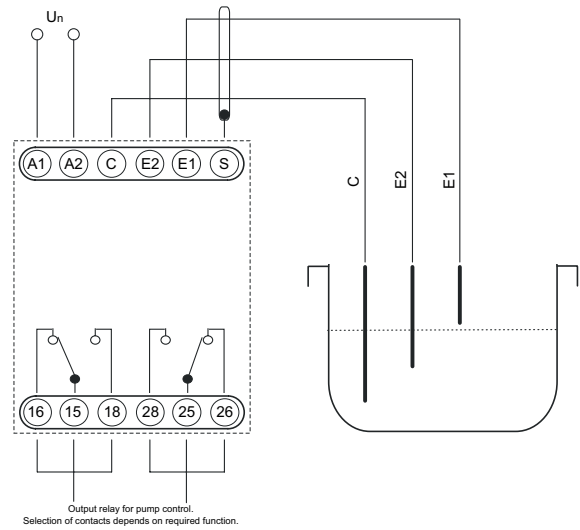 Un
A1 A2 C E2 E1 S
C E2 E1
16 15 18 28 25 26
Output relay for pump control.
Selection of contacts depends on required function.